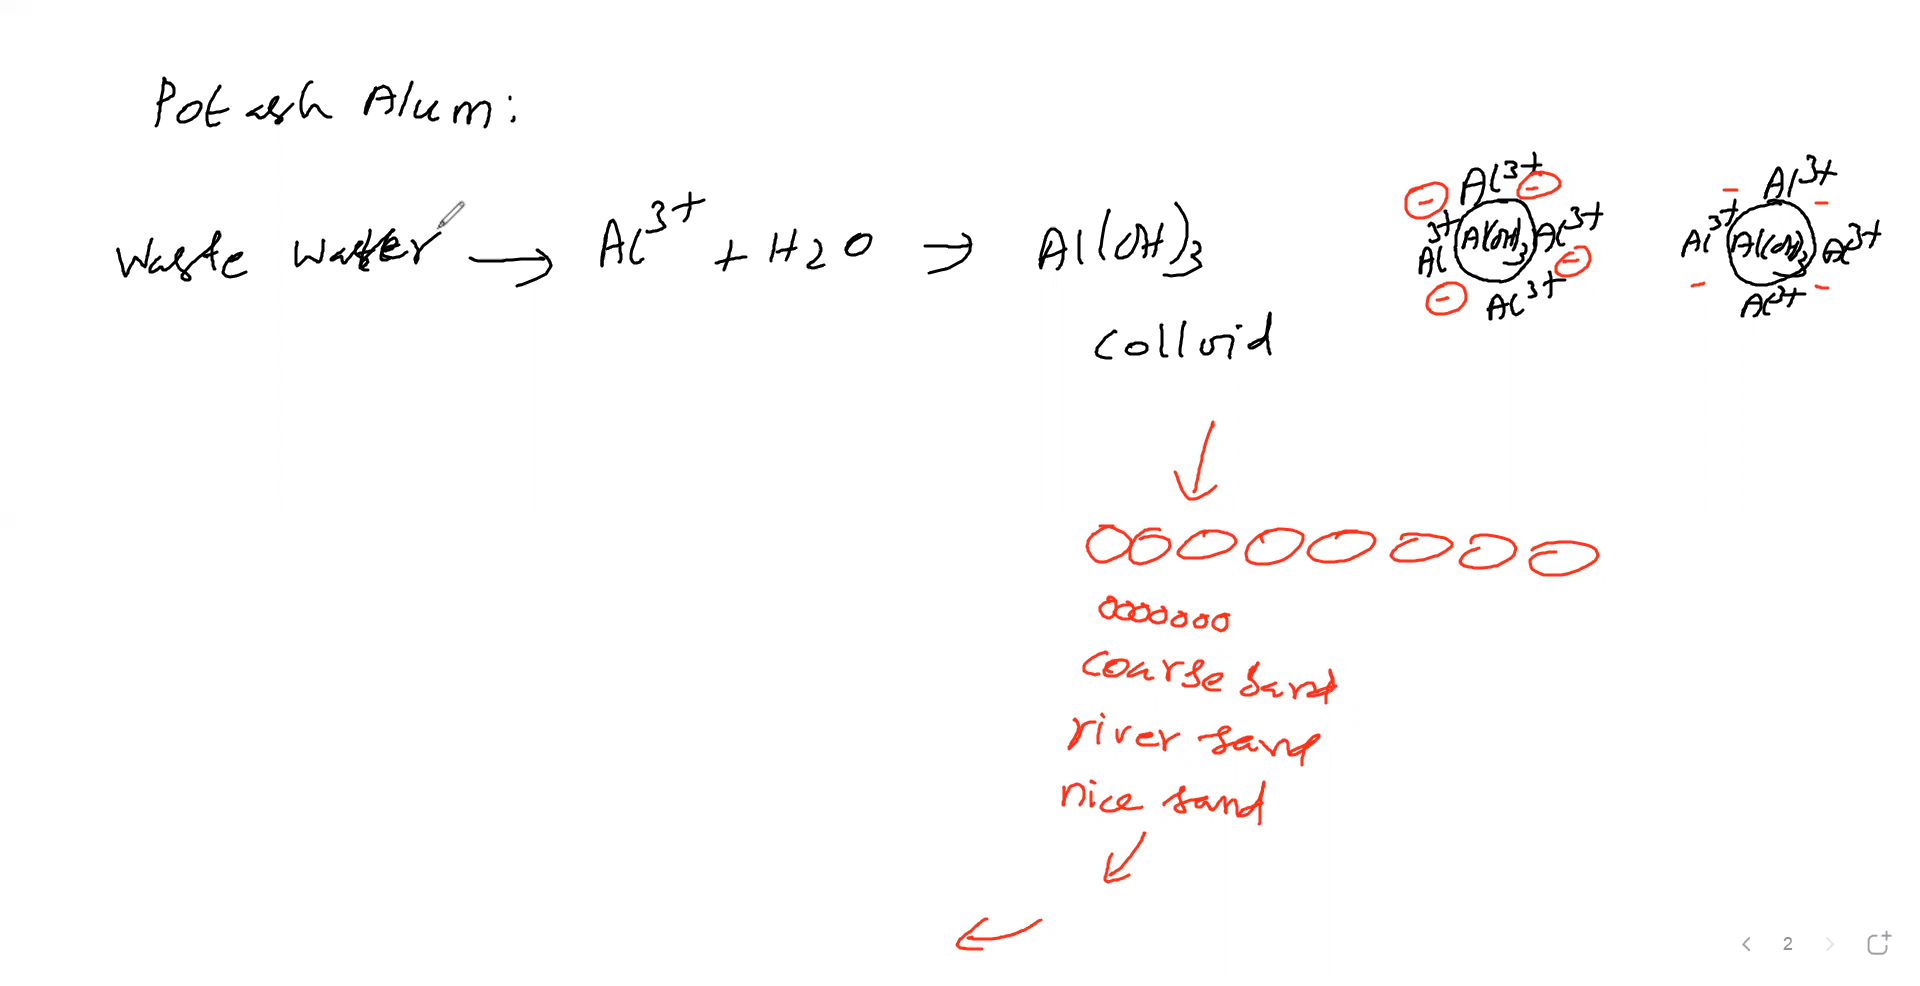 Potash Alum:
Waste Water → Al³⁺ + H2O → Al(OH)3
colloid
Al³⁺
Al³⁺ Al(OH)3 Al³⁺
Al³⁺
Al³⁺
Al³⁺ Al(OH)3 Al³⁺
Al³⁺
coarse sand
river sand
nice sand
2